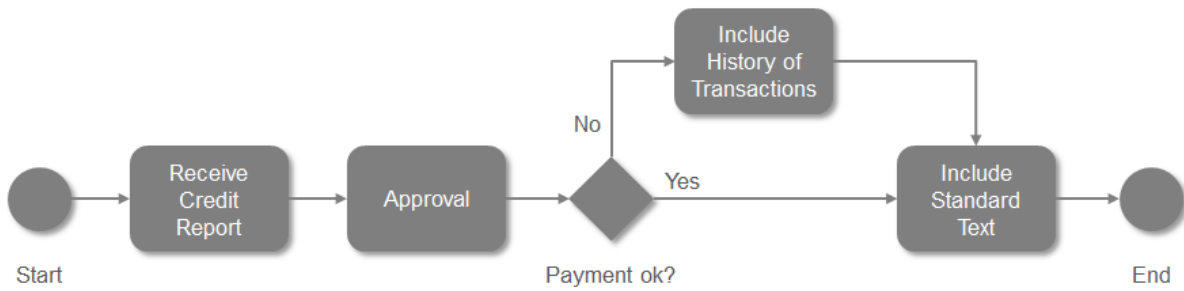 Include
History of
Transactions
No
Receive
Credit
Report
Approval
Yes
Include
Standard
Text
Start
Payment ok?
End